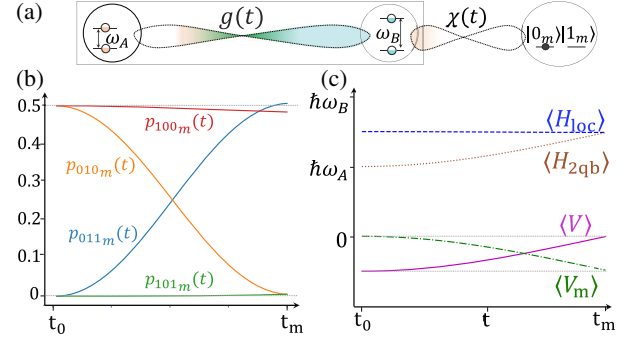 (a)
g(t)
χ(t)
ω_A
ω_B
|0_m⟩|1_m⟩
(b)
0.5
0.4
0.3
0.2
0.1
0
p_{100_m}(t)
p_{010_m}(t)
p_{011_m}(t)
p_{101_m}(t)
t_0
t_m
(c)
ħω_B
ħω_A
0
⟨H_loc⟩
⟨H_2qb⟩
⟨V⟩
⟨V_m⟩
t_0
t
t_m